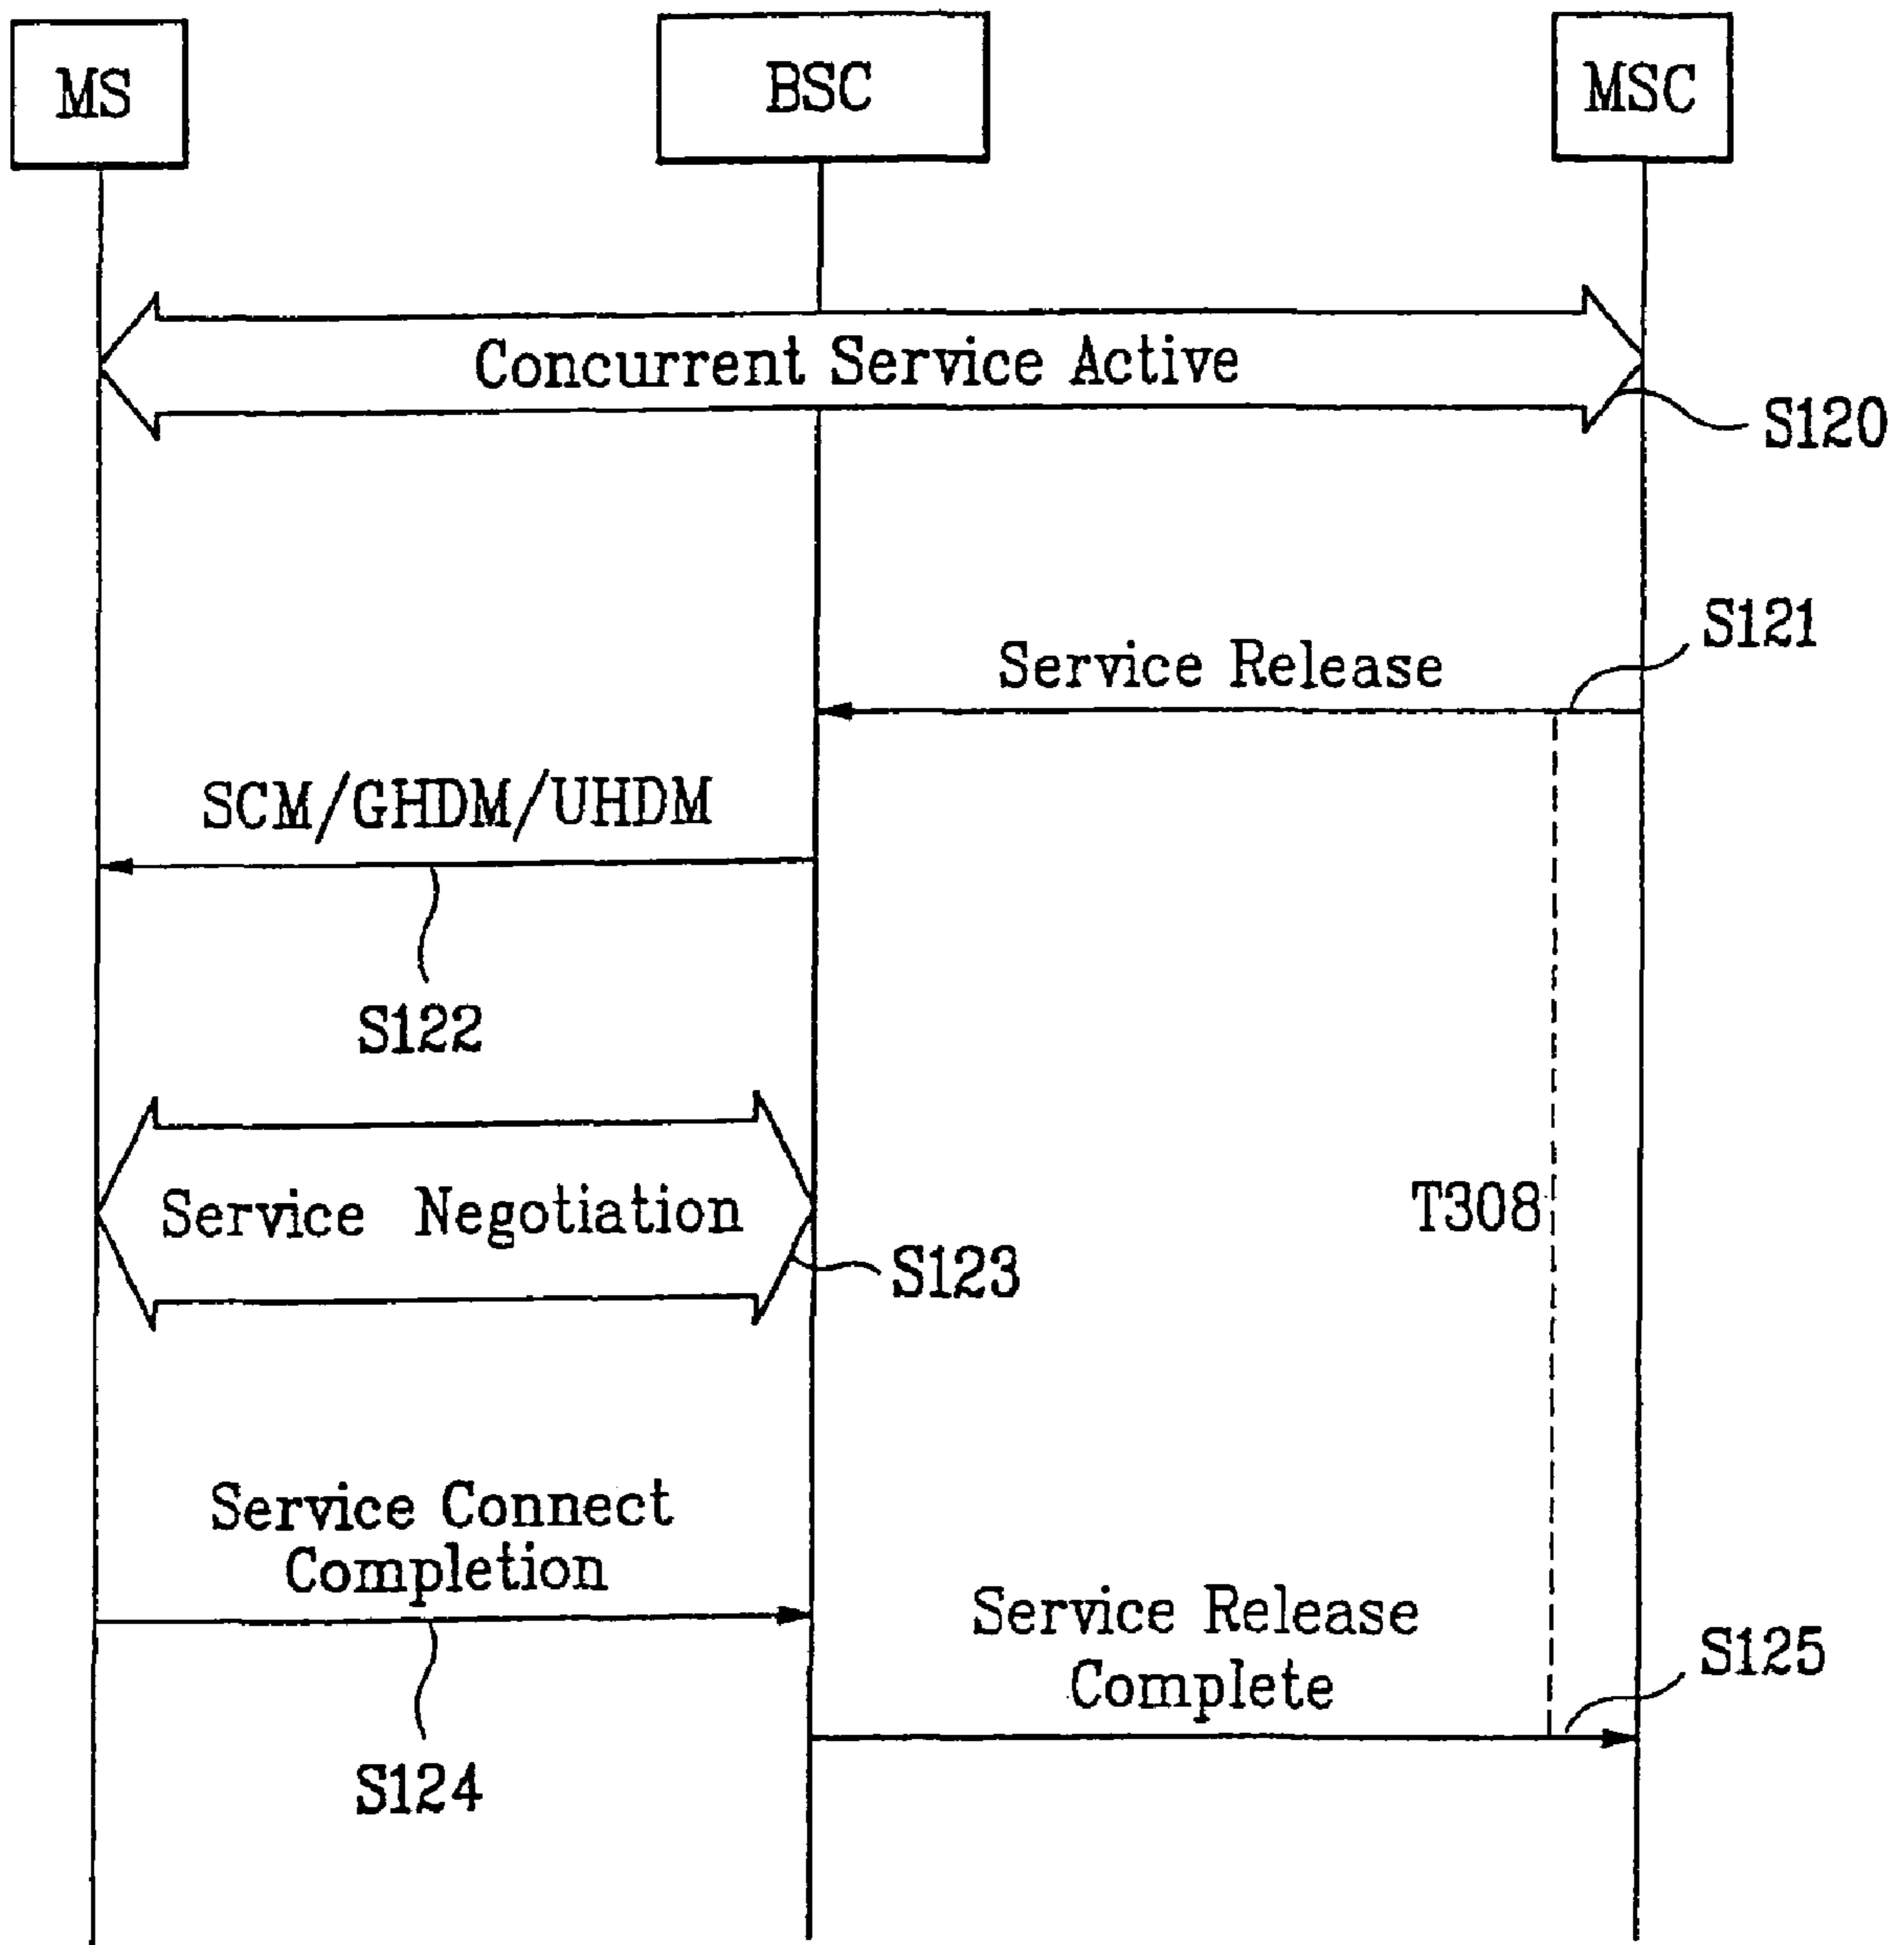 MS
BSC
MSC
Concurrent Service Active
S120
S121
Service Release
SCM/GHDM/UHDM
S122
Service Negotiation
T308
S123
Service Connect
Completion
Service Release
Complete
S125
S124